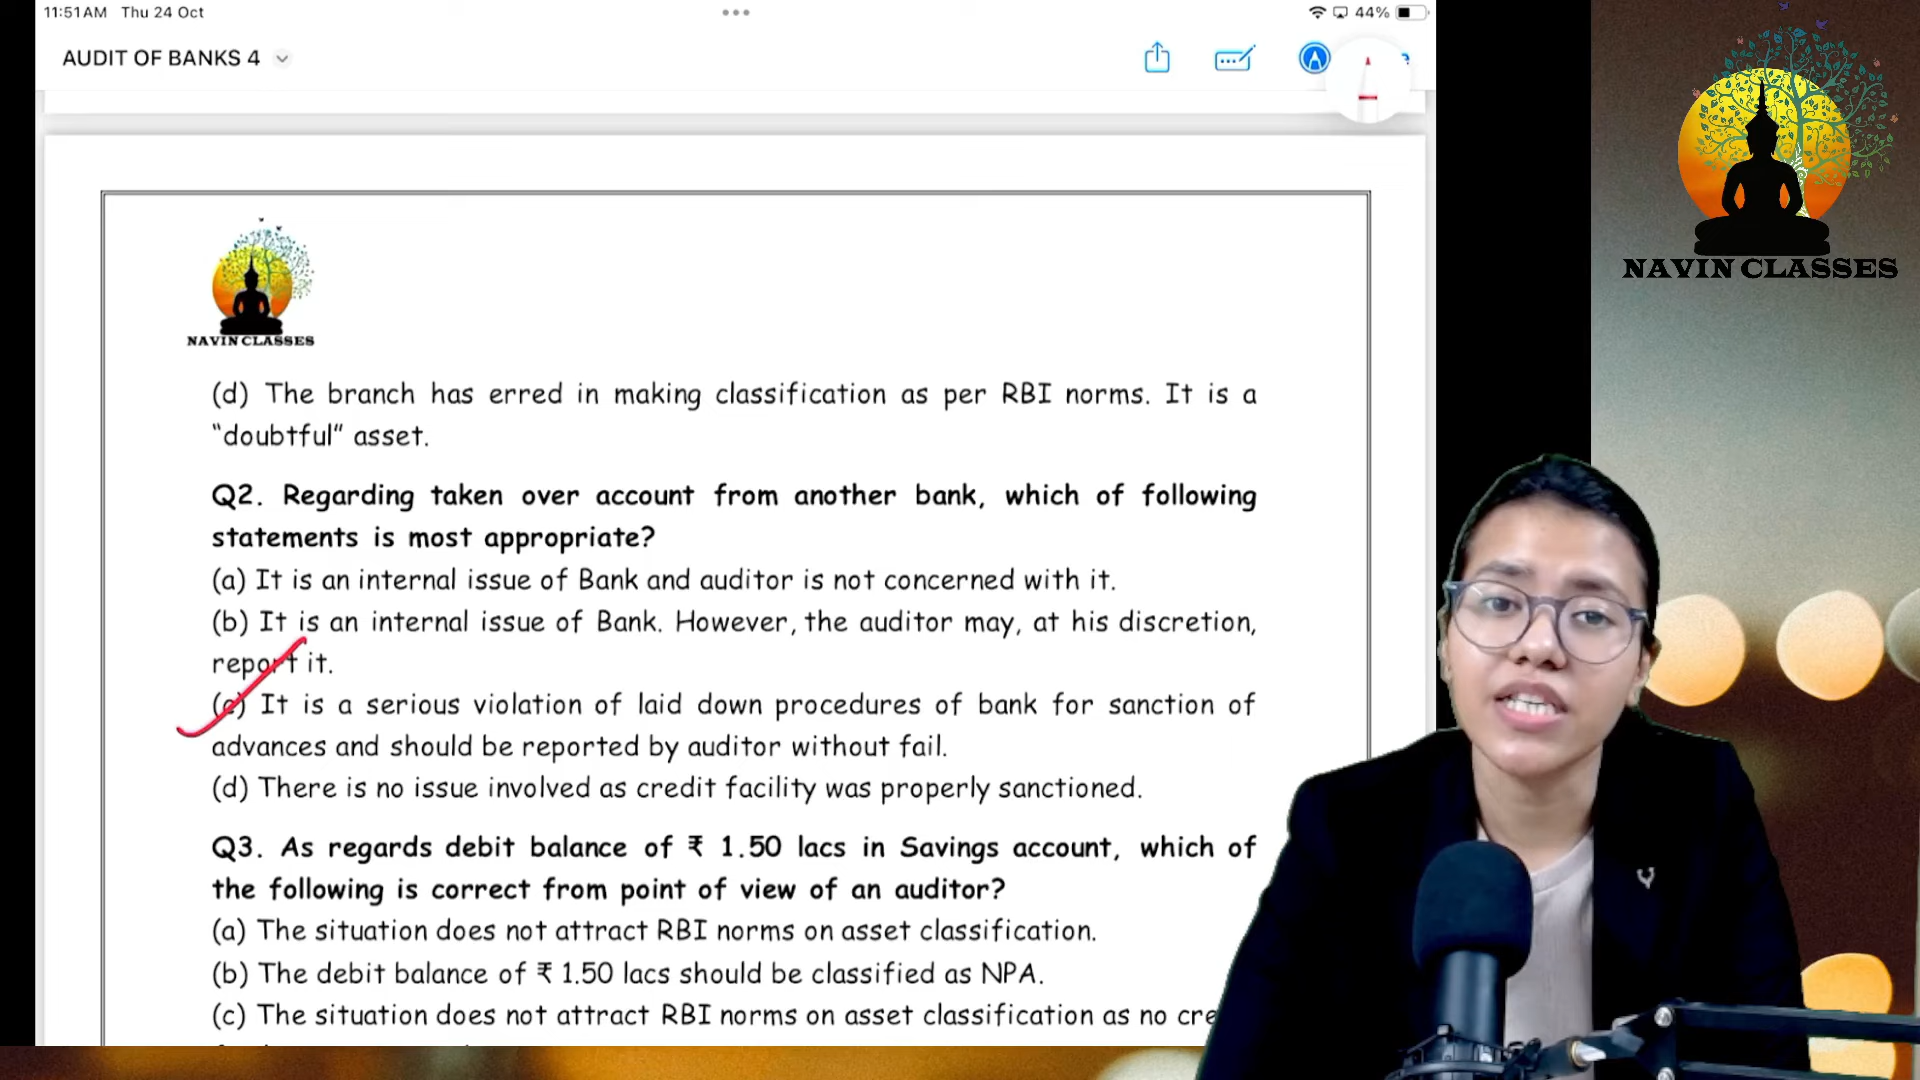 11:51AM Thu 24 Oct
44%
AUDIT OF BANKS 4
NAVIN CLASSES
NAVIN CLASSES
(d) The branch has erred in making classification as per RBI norms. It is a
“doubtful” asset.
Q2. Regarding taken over account from another bank, which of following
statements is most appropriate?
(a) It is an internal issue of Bank and auditor is not concerned with it.
(b) It is an internal issue of Bank. However, the auditor may, at his discretion,
report it.
(c) It is a serious violation of laid down procedures of bank for sanction of
advances and should be reported by auditor without fail.
(d) There is no issue involved as credit facility was properly sanctioned.
Q3. As regards debit balance of ₹ 1.50 lacs in Savings account, which of
the following is correct from point of view of an auditor?
(a) The situation does not attract RBI norms on asset classification.
(b) The debit balance of ₹ 1.50 lacs should be classified as NPA.
(c) The situation does not attract RBI norms on asset classification as no cre